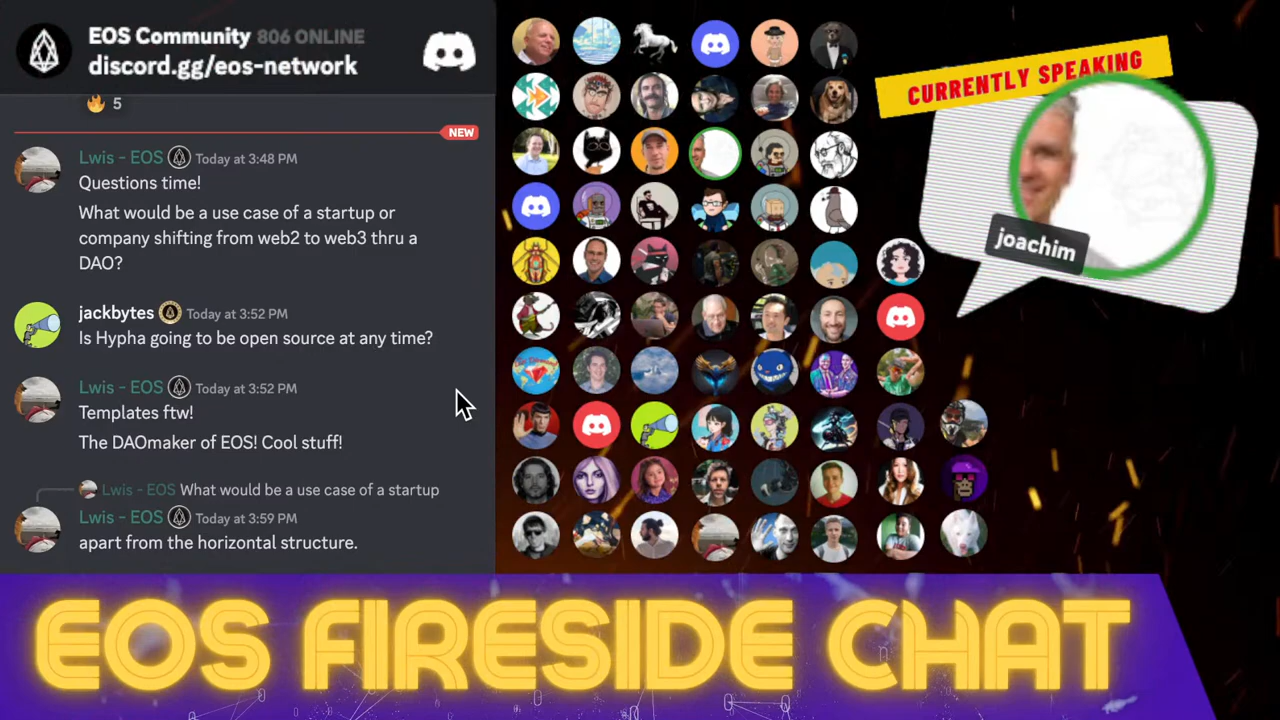 EOS Community 806 ONLINE
discord.gg/eos-network
🔥 5
NEW
Lwis - EOS Today at 3:48 PM
Questions time!
What would be a use case of a startup or
company shifting from web2 to web3 thru a
DAO?
jackbytes Today at 3:52 PM
Is Hypha going to be open source at any time?
Lwis - EOS Today at 3:52 PM
Templates ftw!
The DAOmaker of EOS! Cool stuff!
Lwis - EOS What would be a use case of a startup
Lwis - EOS Today at 3:59 PM
apart from the horizontal structure.
CURRENTLY SPEAKING
joachim
EOS FIRESIDE CHAT